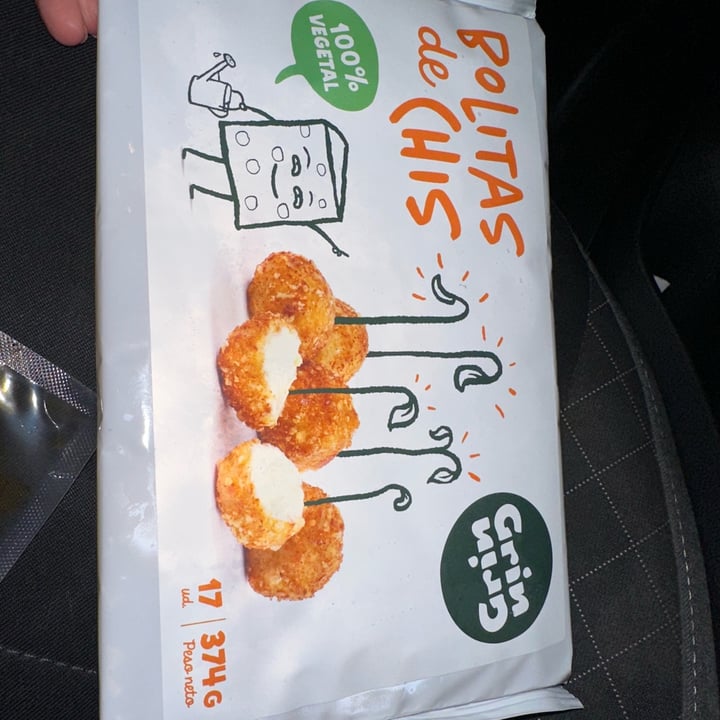 100%
VEGETAL
BOLITAS
de CHIS
Grin
Grin
17 | 374G
ud. Peso neto